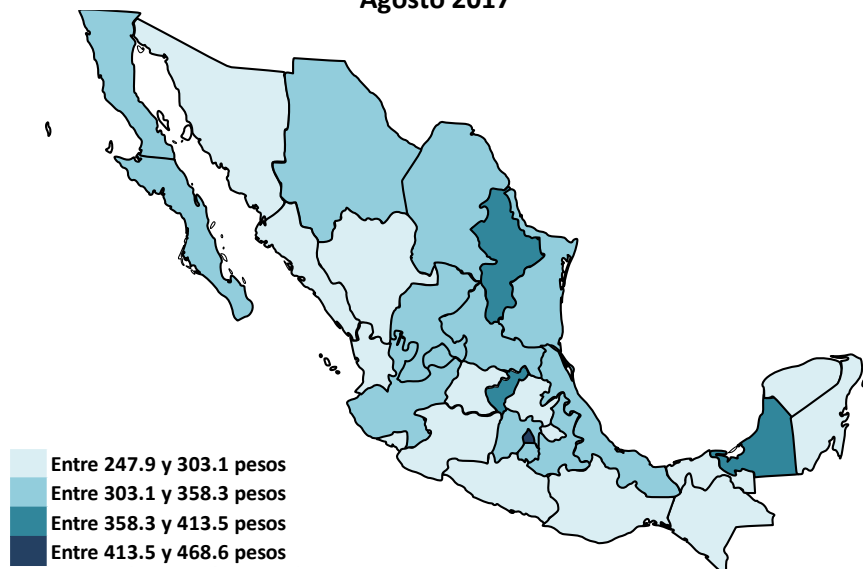 Agosto 2017
Entre 247.9 y 303.1 pesos
Entre 303.1 y 358.3 pesos
Entre 358.3 y 413.5 pesos
Entre 413.5 y 468.6 pesos